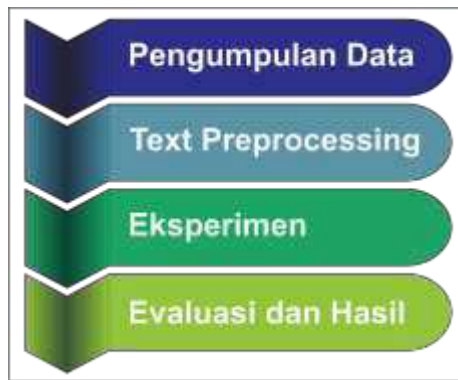 Pengumpulan Data
Text Preprocessing
Eksperimen
Evaluasi dan Hasil